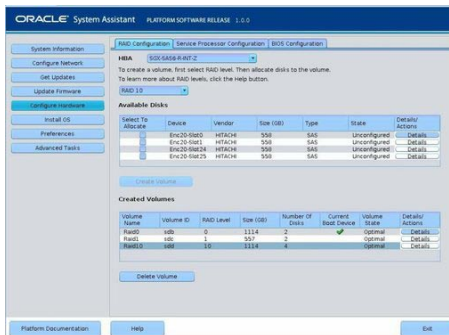 ORACLE System Assistant PLATFORM SOFTWARE RELEASE 1.0.0
System Information
Configure Network
Get Updates
Update Firmware
Configure Hardware
Install OS
Preferences
Advanced Tasks
RAID Configuration Service Processor Configuration BIOS Configuration
HBA SGX-SAS6-R-INT-Z
To create a volume, first select RAID level. Then allocate disks to the volume.
To learn more about RAID levels, click the Help button.
RAID 10
Available Disks
Select To Allocate Device Vendor Size (GB) Type State Details/ Actions
Enc20-Slot0 HITACHI 558 SAS Unconfigured Details
Enc20-Slot1 HITACHI 558 SAS Unconfigured Details
Enc20-Slot24 HITACHI 558 SAS Unconfigured Details
Enc20-Slot25 HITACHI 558 SAS Unconfigured Details
Create Volume
Created Volumes
Volume Name Volume ID RAID Level Size (GB) Number Of Disks Current Boot Device Volume State Details/ Actions
Raid0 sdb 0 1114 2 Optimal Details
Raid1 sdc 1 557 2 Optimal Details
Raid10 sdd 10 1114 4 Optimal Details
Delete Volume
Platform Documentation Help Exit